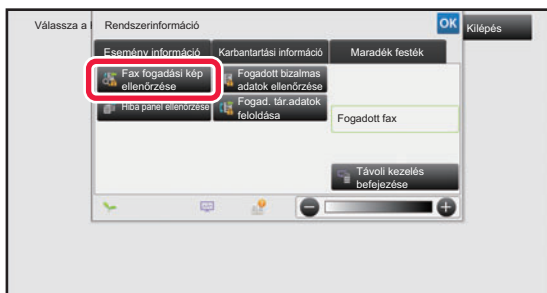 Válassza a
Rendszerinformáció
OK
Kilépés
Esemény információ
Karbantartási információ
Maradék festék
Fax fogadási kép
ellenőrzése
Fogadott bizalmas
adatok ellenőrzése
Hiba panel ellenőrzése
Fogad. tár.adatok
feloldása
Fogadott fax
Távoli kezelés
befejezése